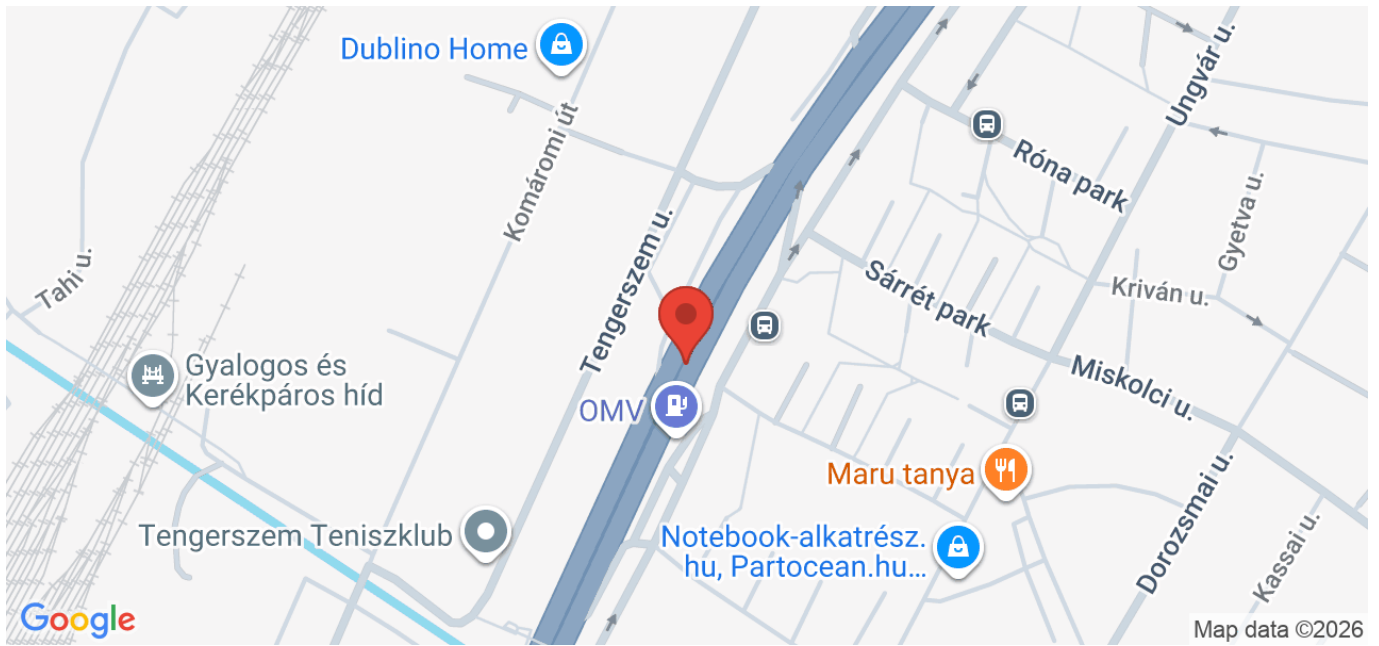 Dublino Home
Ungvár u.
Komáromi út
Róna park
Gyetva u.
Tengerszem u.
Tahi u.
Sárrét park
Kriván u.
Gyalogos és
Kerékpáros híd
Miskolci u.
OMV
Maru tanya
Tengerszem Teniszklub
Notebook-alkatrész.
hu, Partocean.hu...
Dorozsmai u.
Kassai u.
Google
Map data ©2026